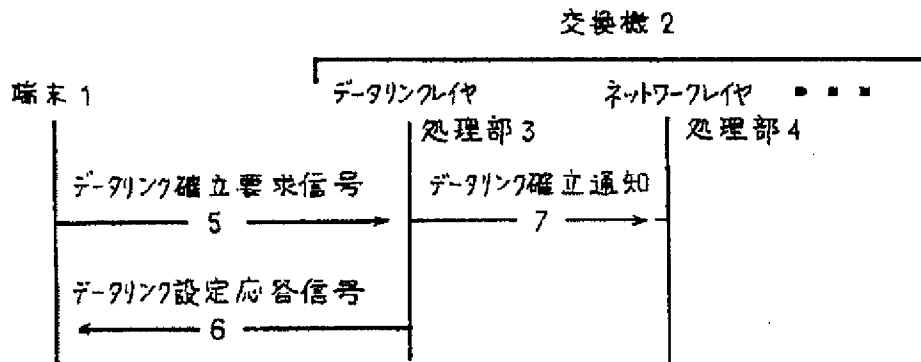 交換機 2
端末 1
データリンクレイヤ
処理部 3
ネットワークレイヤ
処理部 4
データリンク確立要求信号
5
データリンク確立通知
7
データリンク設定応答信号
6